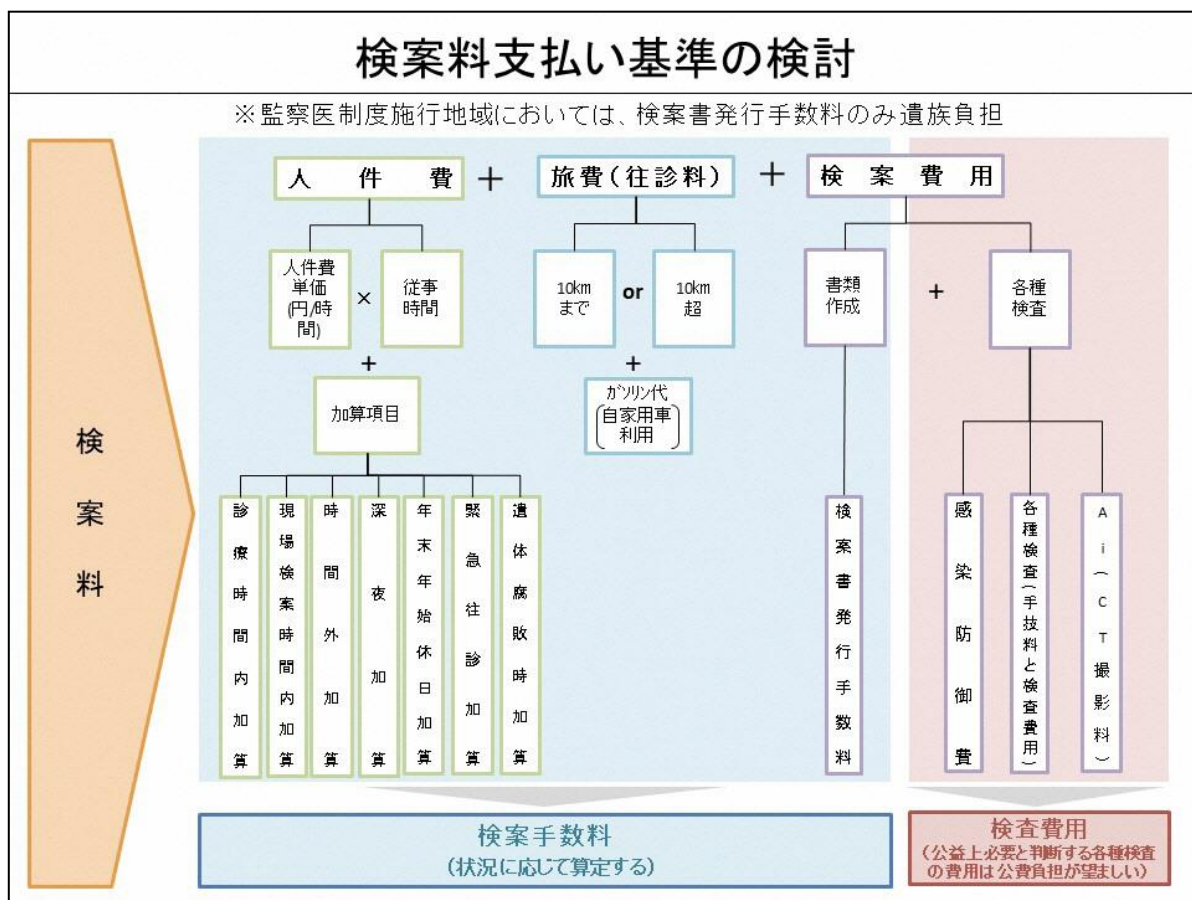 検案料支払い基準の検討
※監察医制度施行地域においては、検案書発行手数料のみ遺族負担
検案料
人件費
+
旅費(往診料)
+
検案費用
人件費
単価
(円/時
間)
×
従事
時間
10km
まで
or
10km
超
書類
作成
+
各種
検査
+
加算項目
+
ガソリン代
(自家用車
利用)
診療時間内加算
現場検案時間内加算
時間外加算
深夜加算
年末年始休日加算
緊急往診加算
遺体腐敗時加算
検案書発行手数料
感染防御費
各種検査(手技料と検査費用)
Ai(CT撮影料)
検案手数料
(状況に応じて算定する)
検査費用
(公益上必要と判断する各種検査
の費用は公費負担が望ましい)